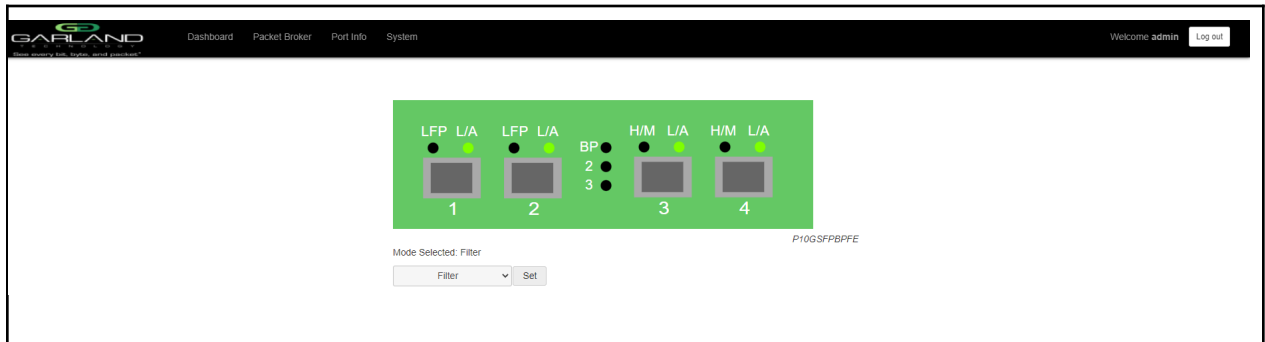 GARLAND
TECHNOLOGY
See every bit, byte, and packet®
Dashboard Packet Broker Port Info System
Welcome admin Log out
LFP L/A LFP L/A H/M L/A H/M L/A
BP
2
3
1 2 3 4
P10GSFPBPFE
Mode Selected: Filter
Filter Set